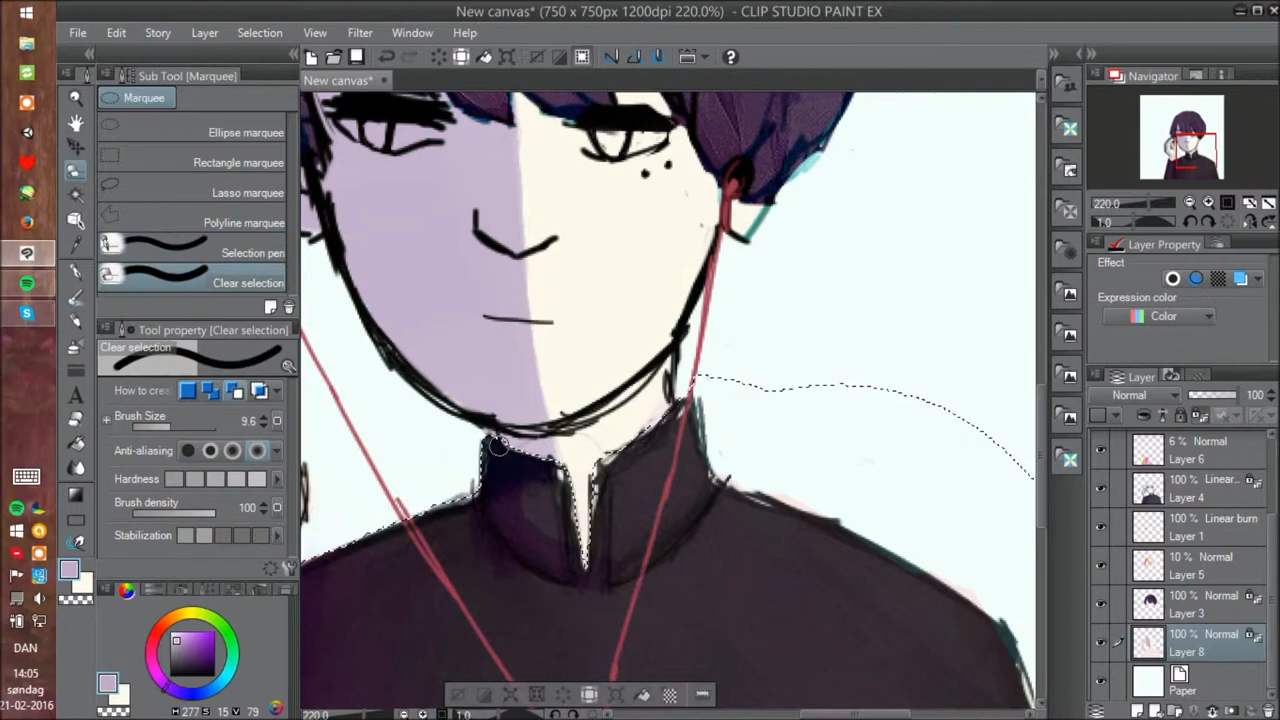 New canvas* (750 x 750px 1200dpi 220.0%) - CLIP STUDIO PAINT EX
File Edit Story Layer Selection View Filter Window Help
Sub Tool [Marquee]
Marquee
Ellipse marquee
Rectangle marquee
Lasso marquee
Polyline marquee
Selection pen
Clear selection
Tool property [Clear selection]
Clear selection
How to crea
Brush Size 9.6
Anti-aliasing
Hardness
Brush density 100
Stabilization
H 277 S 15 V 79
New canvas*
220.0 1.0
Navigator
220.0
1.0
Layer Property
Effect
Expression color
Color
Layer
Normal 100
6 % Normal
Layer 6
100 % Linear..
Layer 4
100 % Linear burn
Layer 1
10 % Normal
Layer 5
100 % Normal
Layer 3
100 % Normal
Layer 8
Paper
DAN
14:05
søndag
21-02-2016